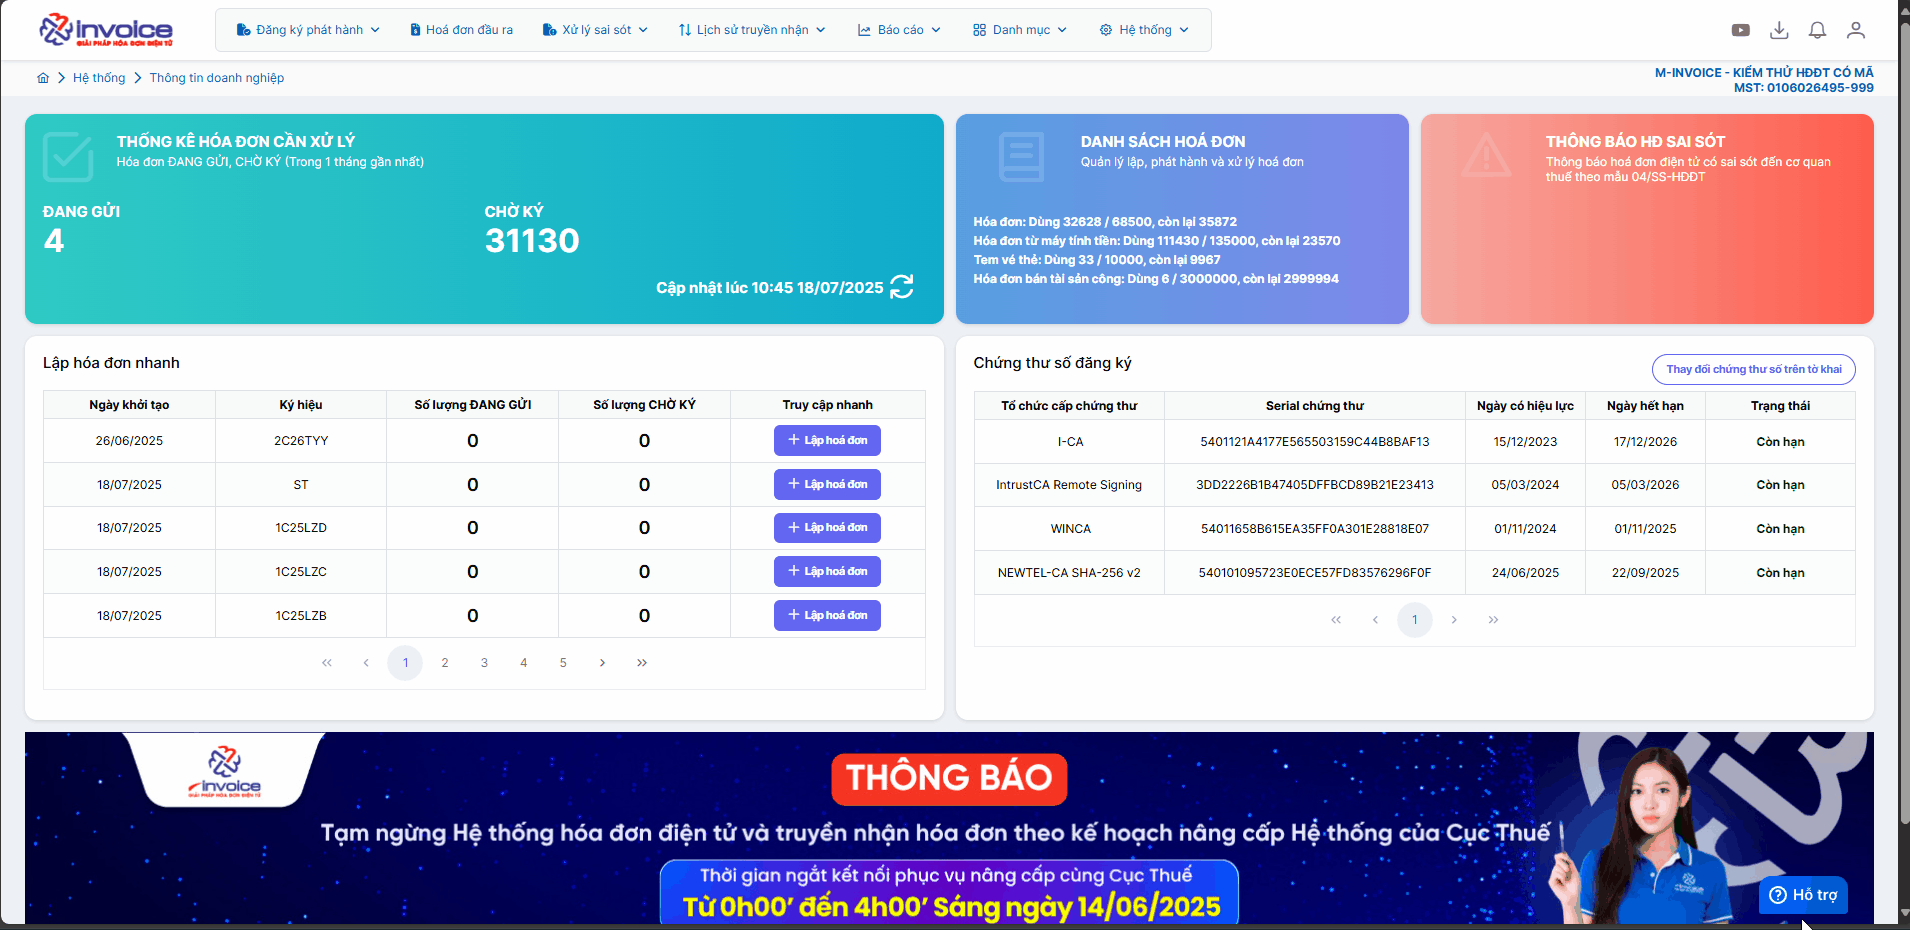 invoice
GIẢI PHÁP HÓA ĐƠN ĐIỆN TỬ
Đăng ký phát hành
Hoá đơn đầu ra
Xử lý sai sót
Lịch sử truyền nhận
Báo cáo
Danh mục
Hệ thống
Hệ thống
Thông tin doanh nghiệp
M-INVOICE - KIỂM THỬ HĐĐT CÓ MÃ
MST: 0106026495-999
THỐNG KÊ HÓA ĐƠN CẦN XỬ LÝ
Hóa đơn ĐANG GỬI, CHỜ KÝ (Trong 1 tháng gần nhất)
ĐANG GỬI
4
CHỜ KÝ
31130
Cập nhật lúc 10:45 18/07/2025
DANH SÁCH HOÁ ĐƠN
Quản lý lập, phát hành và xử lý hoá đơn
Hóa đơn: Dùng 32628 / 68500, còn lại 35872
Hóa đơn từ máy tính tiền: Dùng 111430 / 135000, còn lại 23570
Tem vé thẻ: Dùng 33 / 10000, còn lại 9967
Hóa đơn bán tài sản công: Dùng 6 / 3000000, còn lại 2999994
THÔNG BÁO HĐ SAI SÓT
Thông báo hoá đơn điện tử có sai sót đến cơ quan
thuế theo mẫu 04/SS-HĐĐT
Lập hóa đơn nhanh
Ngày khởi tạo Ký hiệu Số lượng ĐANG GỬI Số lượng CHỜ KÝ Truy cập nhanh
26/06/2025 2C26TYY 0 0 Lập hoá đơn
18/07/2025 ST 0 0 Lập hoá đơn
18/07/2025 1C25LZD 0 0 Lập hoá đơn
18/07/2025 1C25LZC 0 0 Lập hoá đơn
18/07/2025 1C25LZB 0 0 Lập hoá đơn
1 2 3 4 5
Chứng thư số đăng ký
Thay đổi chứng thư số trên tờ khai
Tổ chức cấp chứng thư Serial chứng thư Ngày có hiệu lực Ngày hết hạn Trạng thái
I-CA 5401121A4177E565503159C44B8BAF13 15/12/2023 17/12/2026 Còn hạn
IntrustCA Remote Signing 3DD2226B1B47405DFFBCD89B21E23413 05/03/2024 05/03/2026 Còn hạn
WINCA 54011658B615EA35FF0A301E28818E07 01/11/2024 01/11/2025 Còn hạn
NEWTEL-CA SHA-256 v2 540101095723E0ECE57FD83576296F0F 24/06/2025 22/09/2025 Còn hạn
1
invoice
GIẢI PHÁP HÓA ĐƠN ĐIỆN TỬ
THÔNG BÁO
Tạm ngừng Hệ thống hóa đơn điện tử và truyền nhận hóa đơn theo kế hoạch nâng cấp Hệ thống của Cục Thuế
Thời gian ngắt kết nối phục vụ nâng cấp cùng Cục Thuế
Từ 0h00' đến 4h00' Sáng ngày 14/06/2025
Hỗ trợ